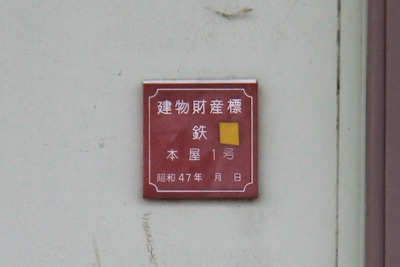 建物財産標
鉄
本屋1号
昭和47年 月 日